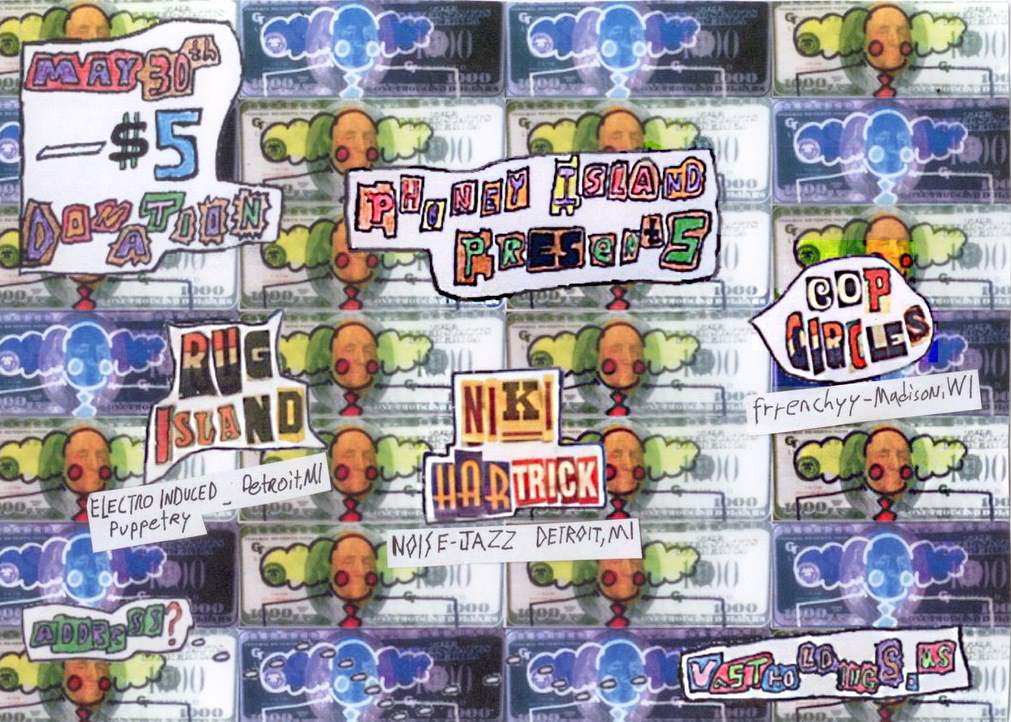 MAY 30th
- $5
DONATION
PHONEY ISLAND
PRESENTS
COP
CIRCLES
frrenchyy-Madison, WI
RUG
ISLAND
ELECTRO INDUCED - Detroit, MI
Puppetry
NIKI
HARTRICK
NOISE-JAZZ DETROIT, MI
ADDRESS?
VASTCOLDINGS.US
1000